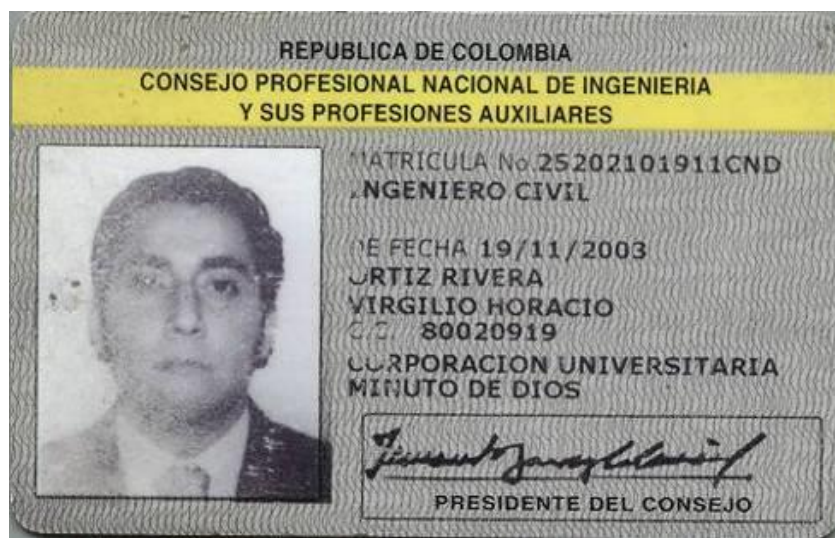 REPUBLICA DE COLOMBIA
CONSEJO PROFESIONAL NACIONAL DE INGENIERIA
Y SUS PROFESIONES AUXILIARES
MATRICULA No.25202101911CND
INGENIERO CIVIL
DE FECHA 19/11/2003
ORTIZ RIVERA
VIRGILIO HORACIO
C.C. 80020919
CORPORACION UNIVERSITARIA
MINUTO DE DIOS
PRESIDENTE DEL CONSEJO